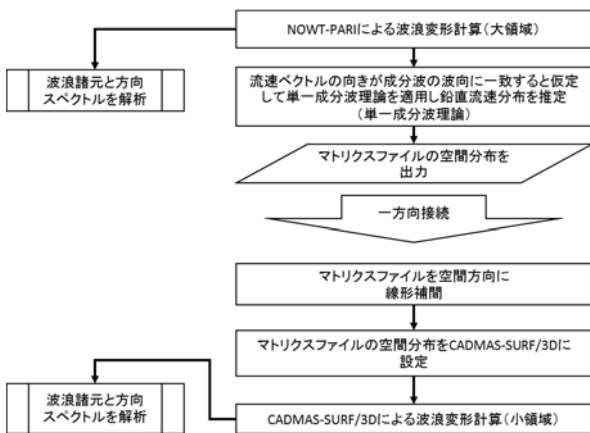 NOWT-PARIによる波浪変形計算(大領域)
波浪諸元と方向
スペクトルを解析
流速ベクトルの向きが成分波の波向に一致すると仮定
して単一成分波理論を適用し鉛直流速分布を推定
(単一成分波理論)
マトリクスファイルの空間分布を
出力
一方向接続
マトリクスファイルを空間方向に
線形補間
マトリクスファイルの空間分布をCADMAS-SURF/3Dに
設定
波浪諸元と方向
スペクトルを解析
CADMAS-SURF/3Dによる波浪変形計算(小領域)